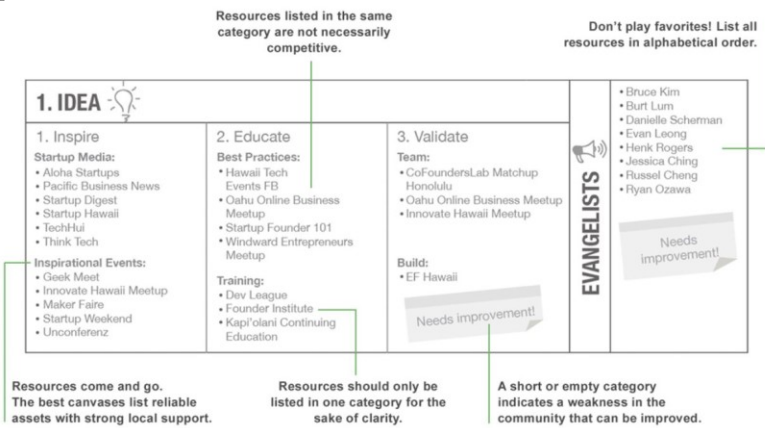 Resources listed in the same
category are not necessarily
competitive.
Don't play favorites! List all
resources in alphabetical order.
1. IDEA
1. Inspire
Startup Media:
• Aloha Startups
• Pacific Business News
• Startup Digest
• Startup Hawaii
• TechHui
• Think Tech
Inspirational Events:
• Geek Meet
• Innovate Hawaii Meetup
• Maker Faire
• Startup Weekend
• Unconferenz
2. Educate
Best Practices:
• Hawaii Tech
Events FB
• Oahu Online Business
Meetup
• Startup Founder 101
• Windward Entrepreneurs
Meetup
Training:
• Dev League
• Founder Institute
• Kapi'olani Continuing
Education
3. Validate
Team:
• CoFoundersLab Matchup
Honolulu
• Oahu Online Business Meetup
• Innovate Hawaii Meetup
Build:
• EF Hawaii
Needs improvement!
EVANGELISTS
• Bruce Kim
• Burt Lum
• Danielle Scherman
• Evan Leong
• Henk Rogers
• Jessica Ching
• Russel Cheng
• Ryan Ozawa
Needs
improvement!
Resources come and go.
The best canvases list reliable
assets with strong local support.
Resources should only be
listed in one category for the
sake of clarity.
A short or empty category
indicates a weakness in the
community that can be improved.